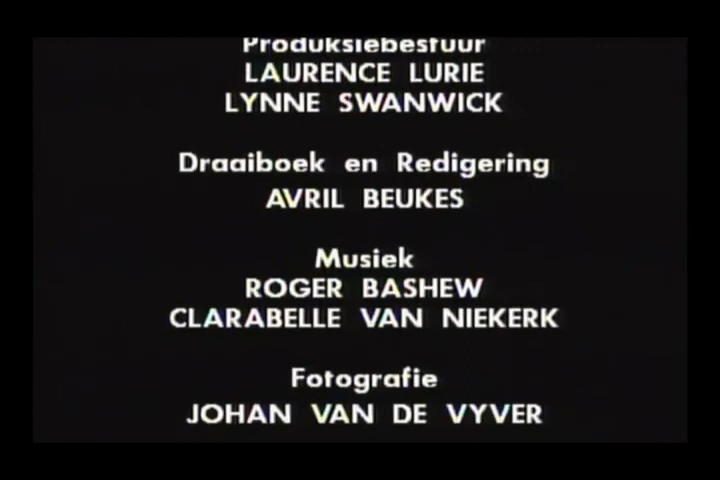 Produksiebestuur
LAURENCE LURIE
LYNNE SWANWICK
Draaiboek en Redigering
AVRIL BEUKES
Musiek
ROGER BASHEW
CLARABELLE VAN NIEKERK
Fotografie
JOHAN VAN DE VYVER